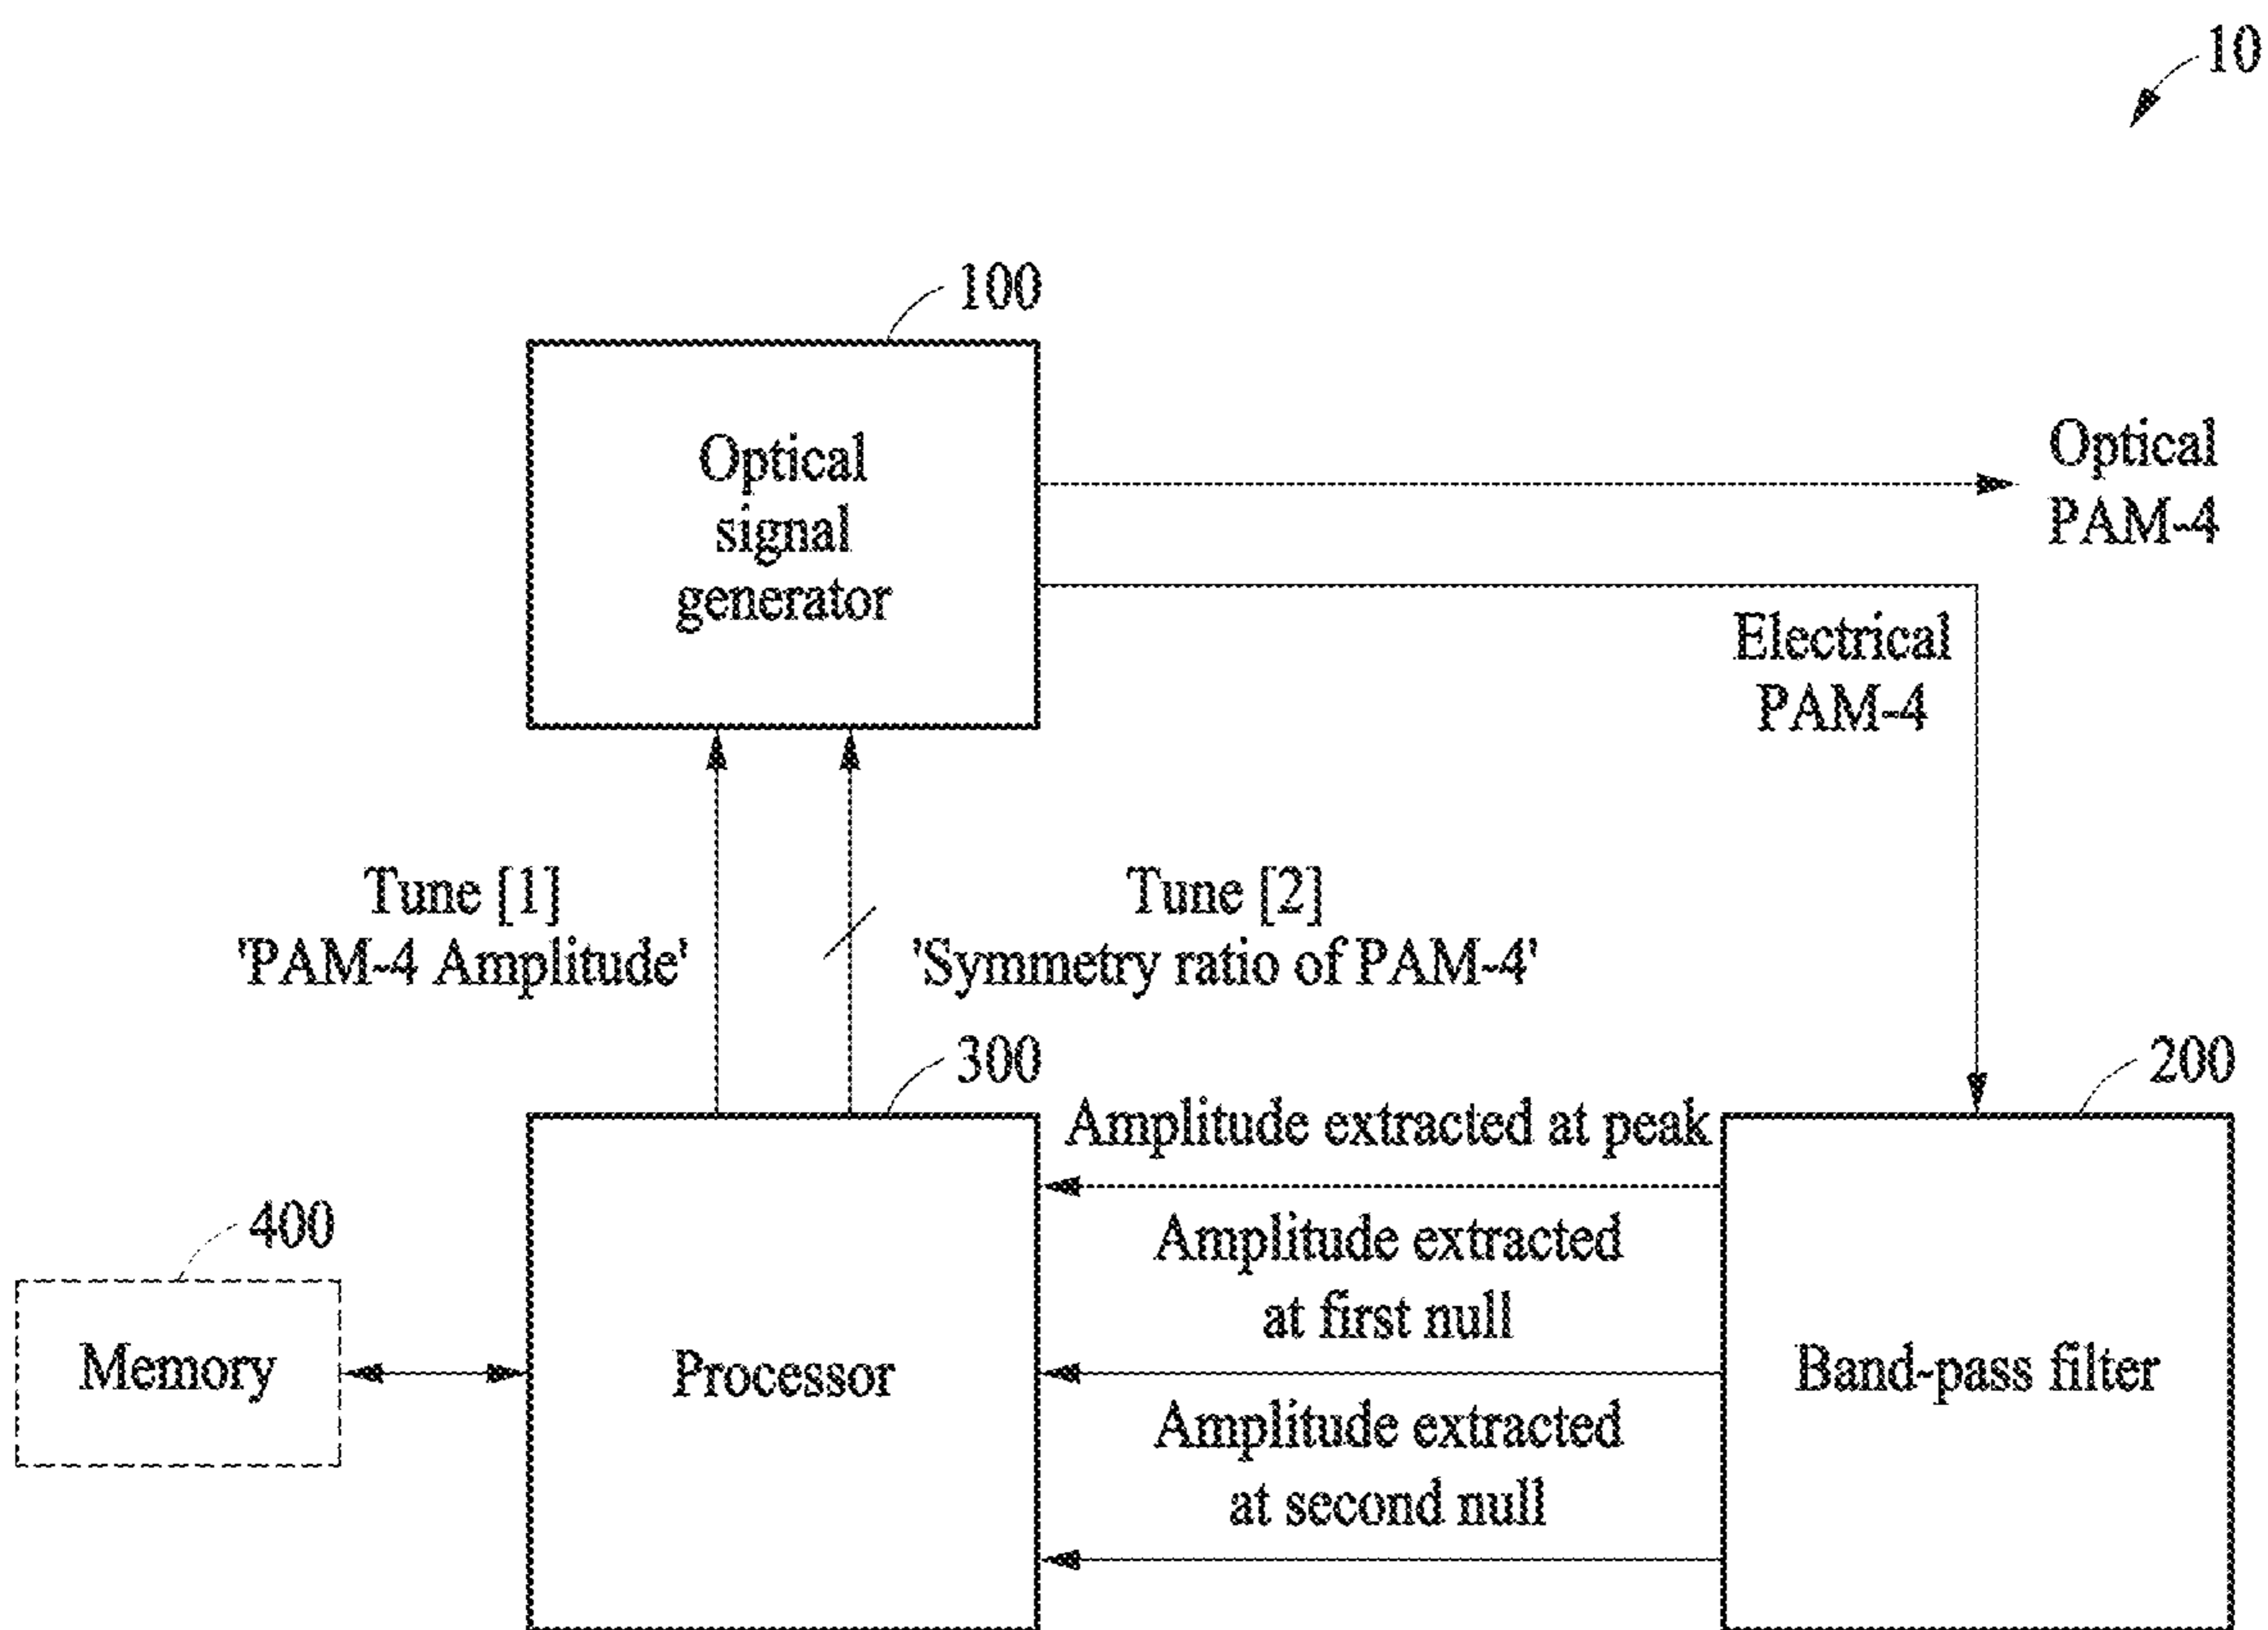 10
100
Optical
signal
generator
Optical
PAM-4
Electrical
PAM-4
Tune [1]
'PAM-4 Amplitude'
Tune [2]
'Symmetry ratio of PAM-4'
300
200
Amplitude extracted at peak
400
Amplitude extracted
at first null
Memory
Processor
Band-pass filter
Amplitude extracted
at second null